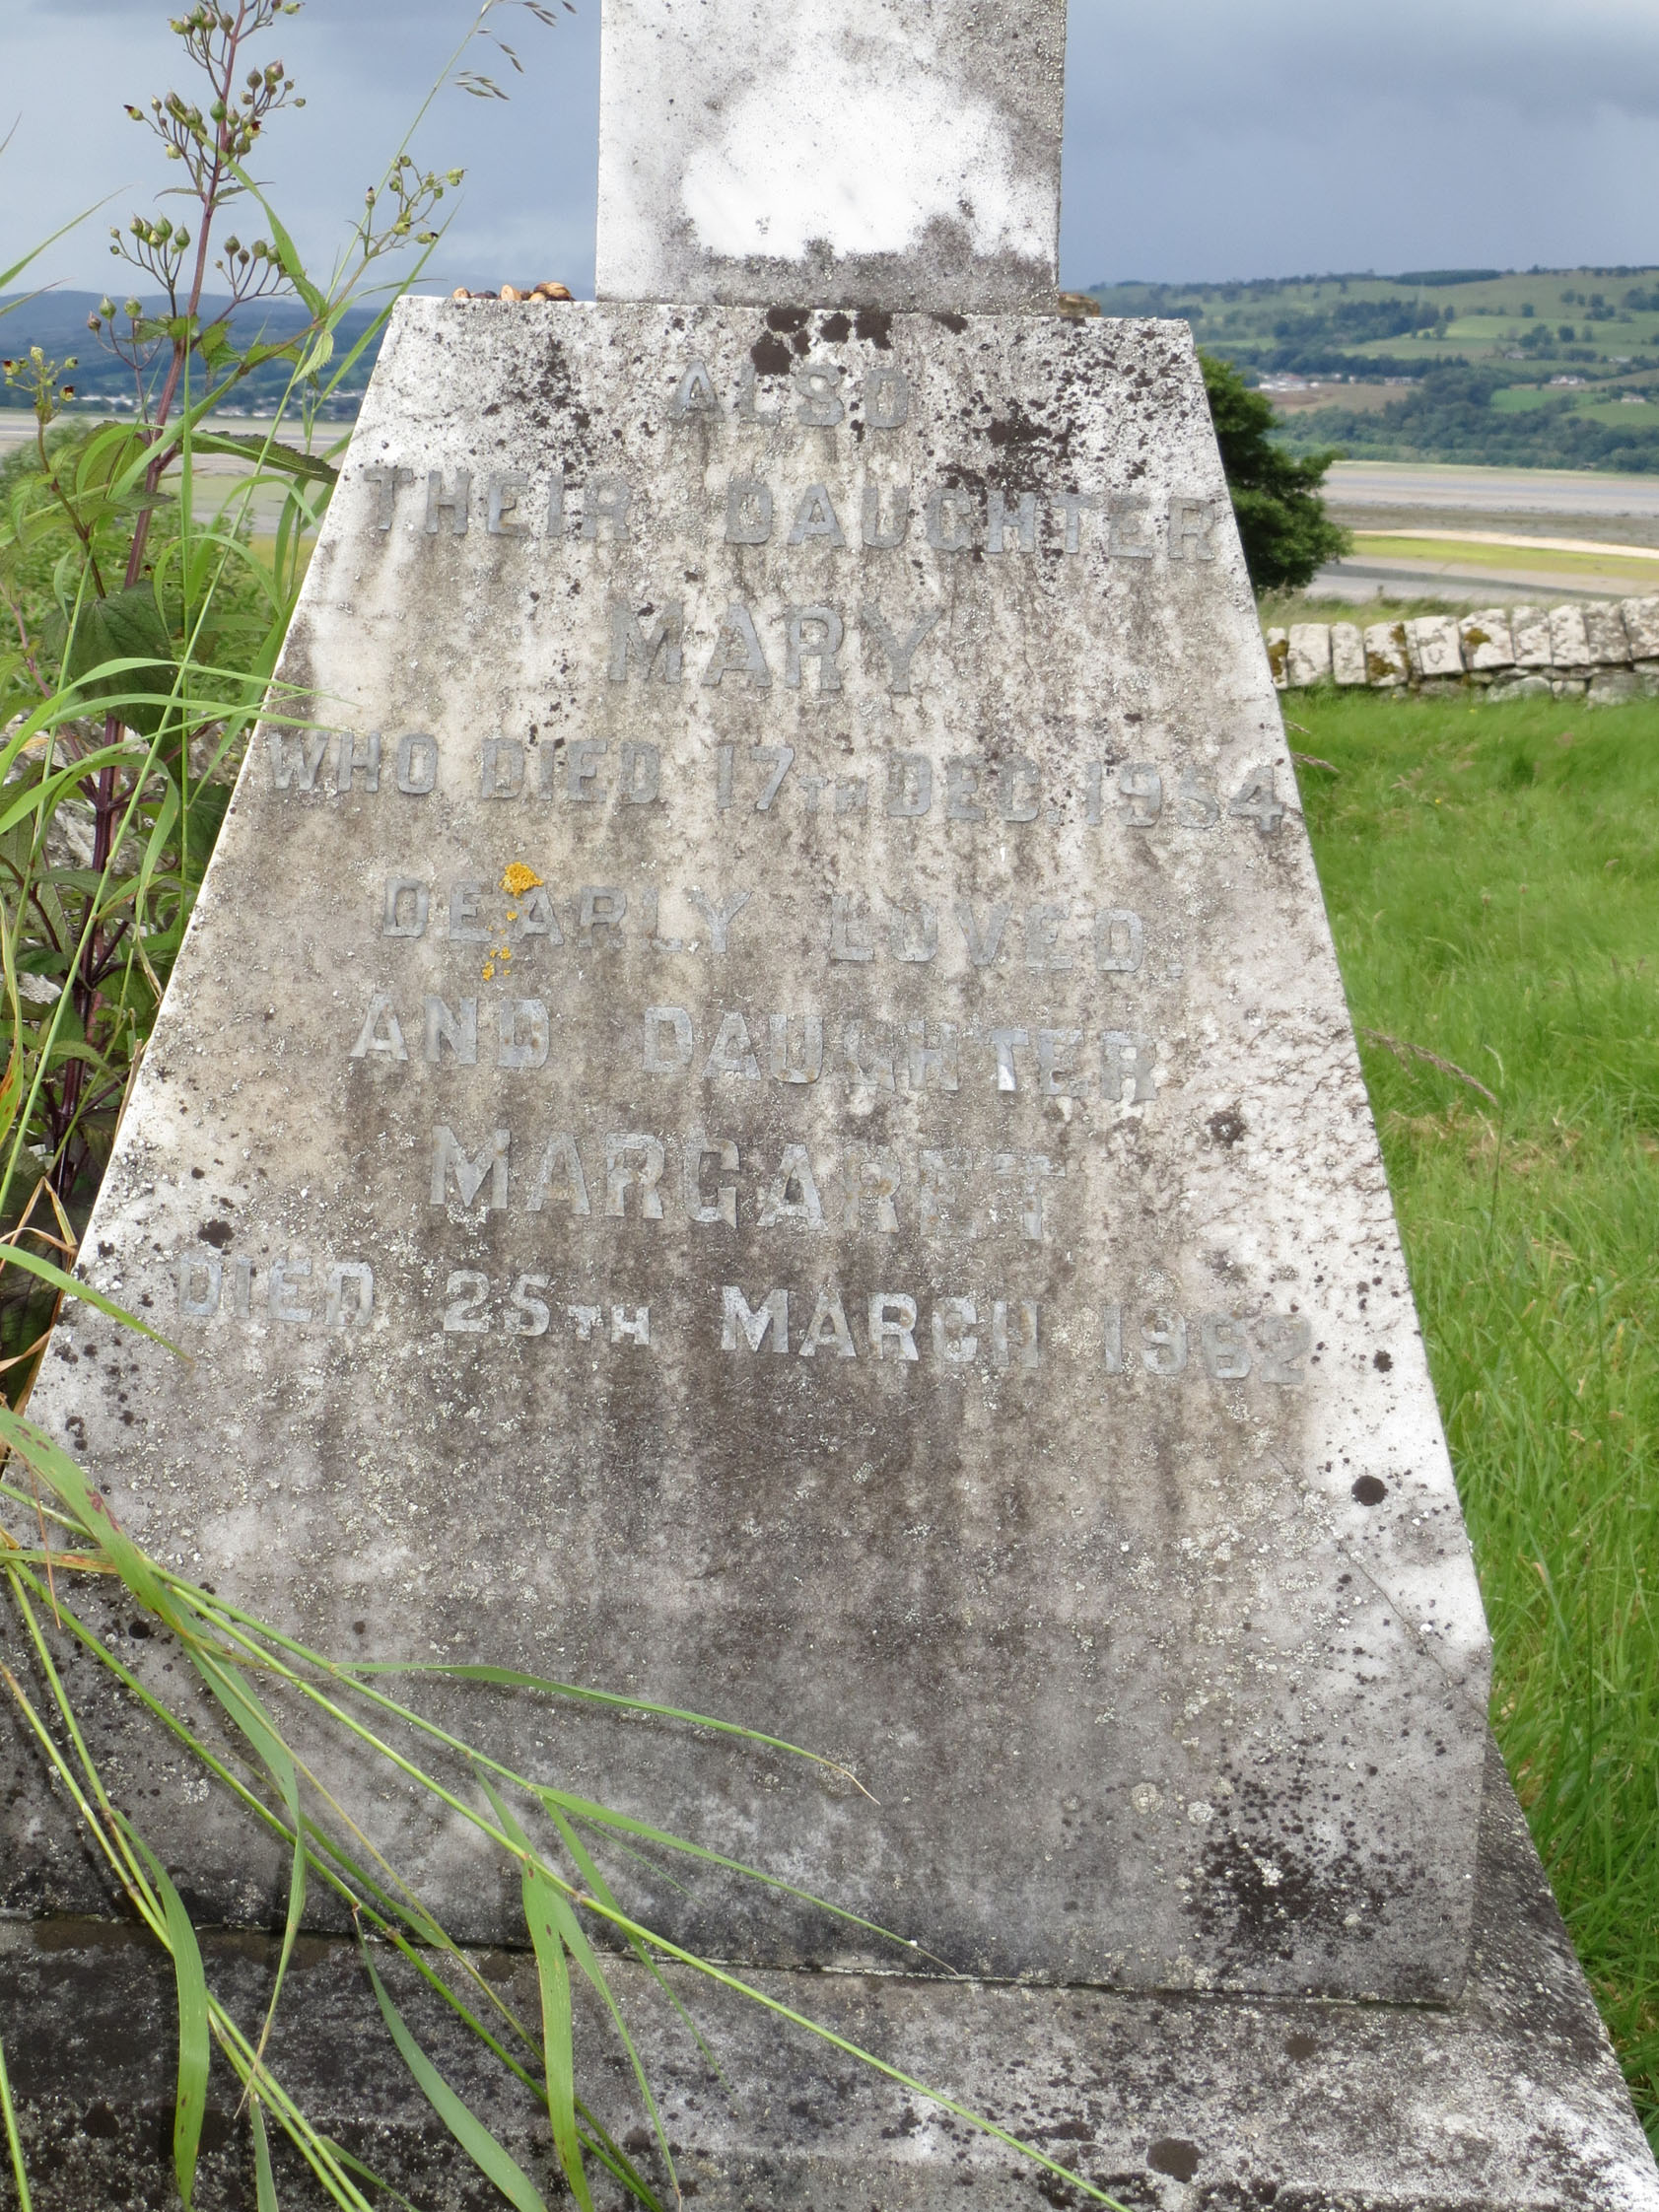 ALSO
THEIR DAUGHTER
MARY
WHO DIED 17TH DEC. 1954
DEARLY LOVED.
AND DAUGHTER
MARGARET
DIED 25TH MARCH 1962